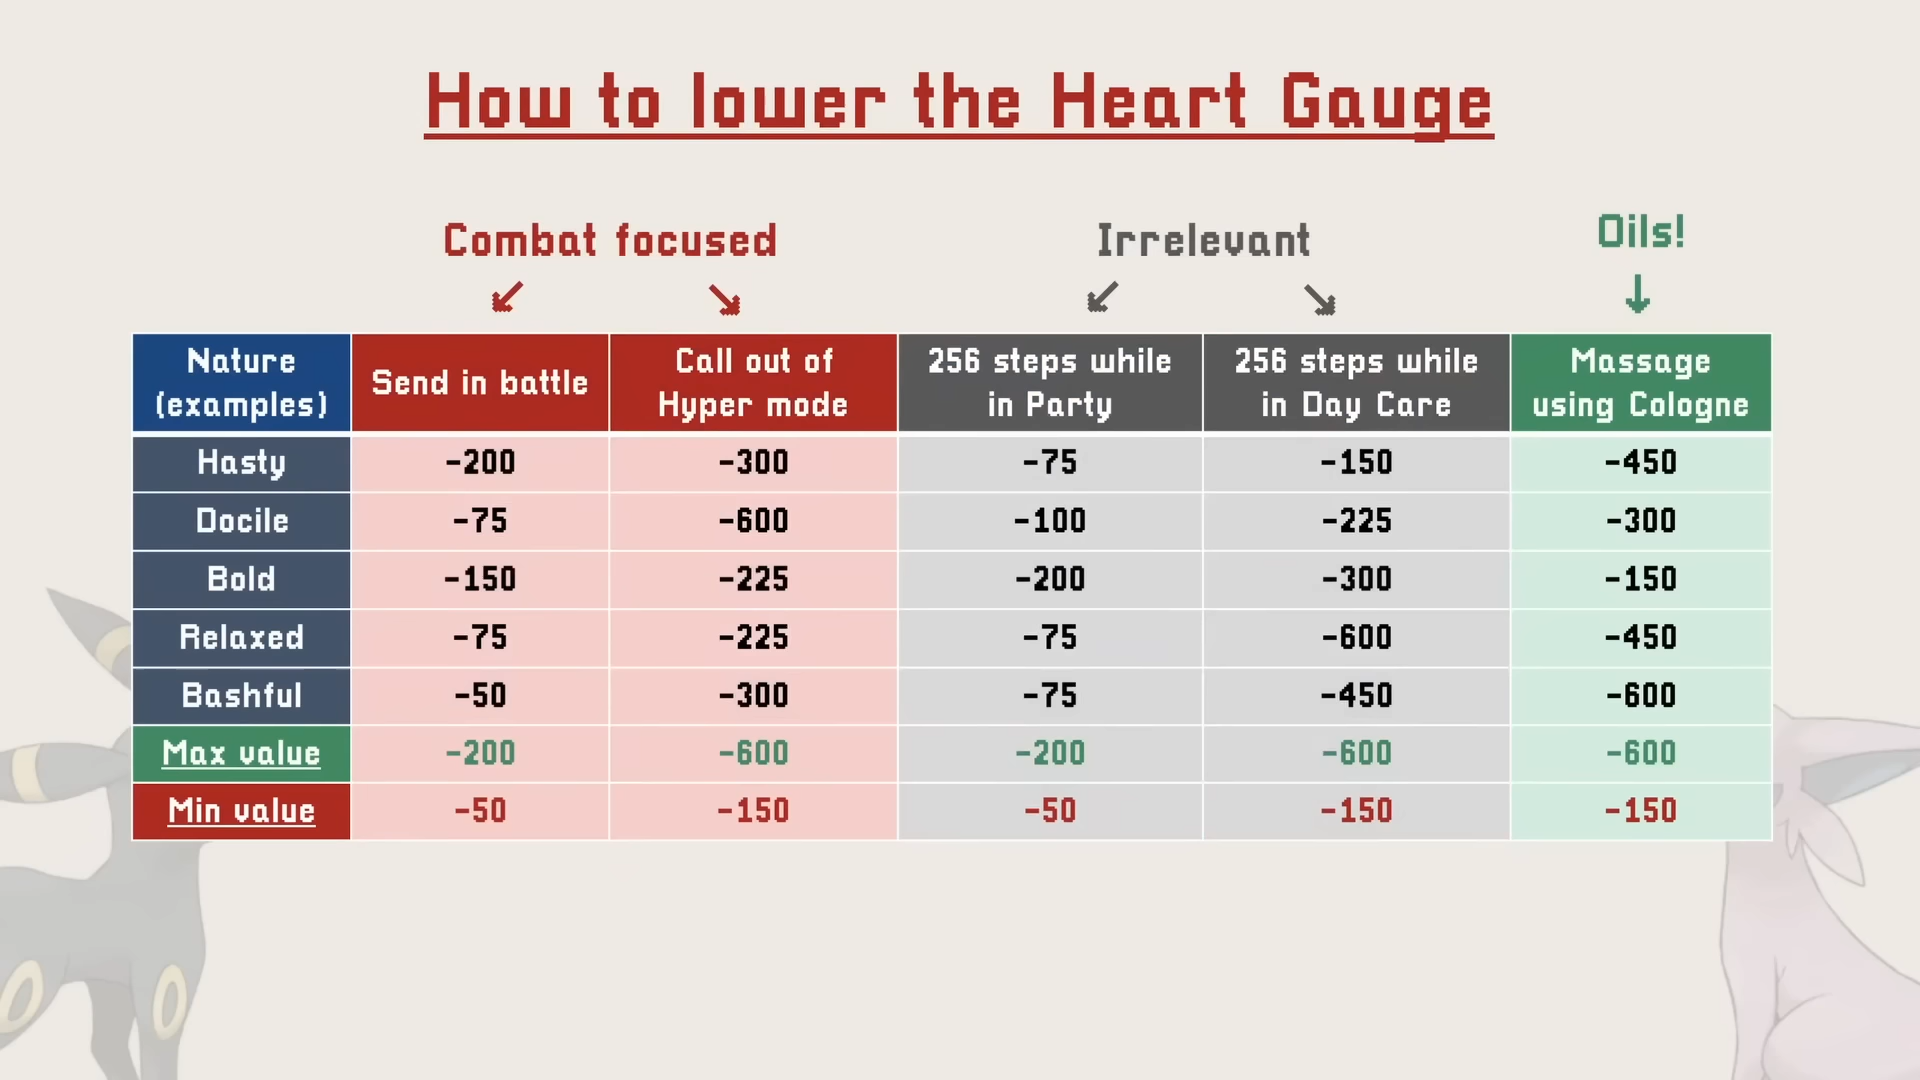 How to lower the Heart Gauge
Combat focused
Irrelevant
Oils!
Nature
(examples)
Send in battle
Call out of
Hyper mode
256 steps while
in Party
256 steps while
in Day Care
Massage
using Cologne
Hasty -200 -300 -75 -150 -450
Docile -75 -600 -100 -225 -300
Bold -150 -225 -200 -300 -150
Relaxed -75 -225 -75 -600 -450
Bashful -50 -300 -75 -450 -600
Max value -200 -600 -200 -600 -600
Min value -50 -150 -50 -150 -150